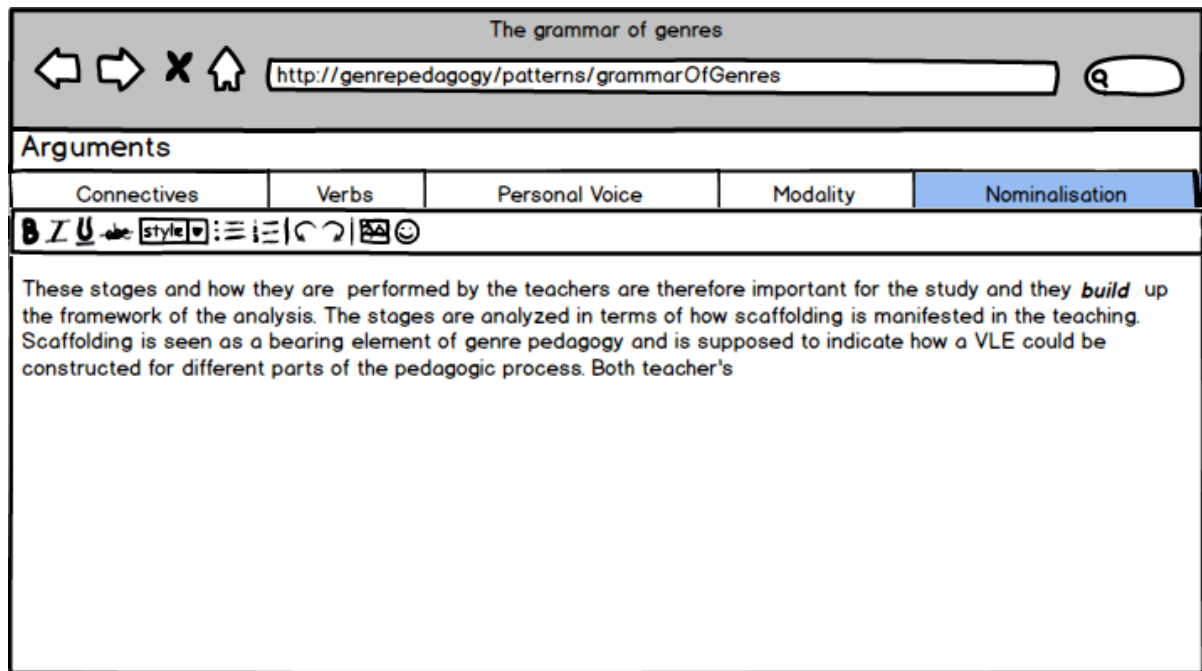 The grammar of genres
http://genrepedagogy/patterns/grammarOfGenres
Arguments
Connectives Verbs Personal Voice Modality Nominalisation
B I U abc style
These stages and how they are performed by the teachers are therefore important for the study and they build up
the framework of the analysis. The stages are analyzed in terms of how scaffolding is manifested in the teaching.
Scaffolding is seen as a bearing element of genre pedagogy and is supposed to indicate how a VLE could be
constructed for different parts of the pedagogic process. Both teacher's